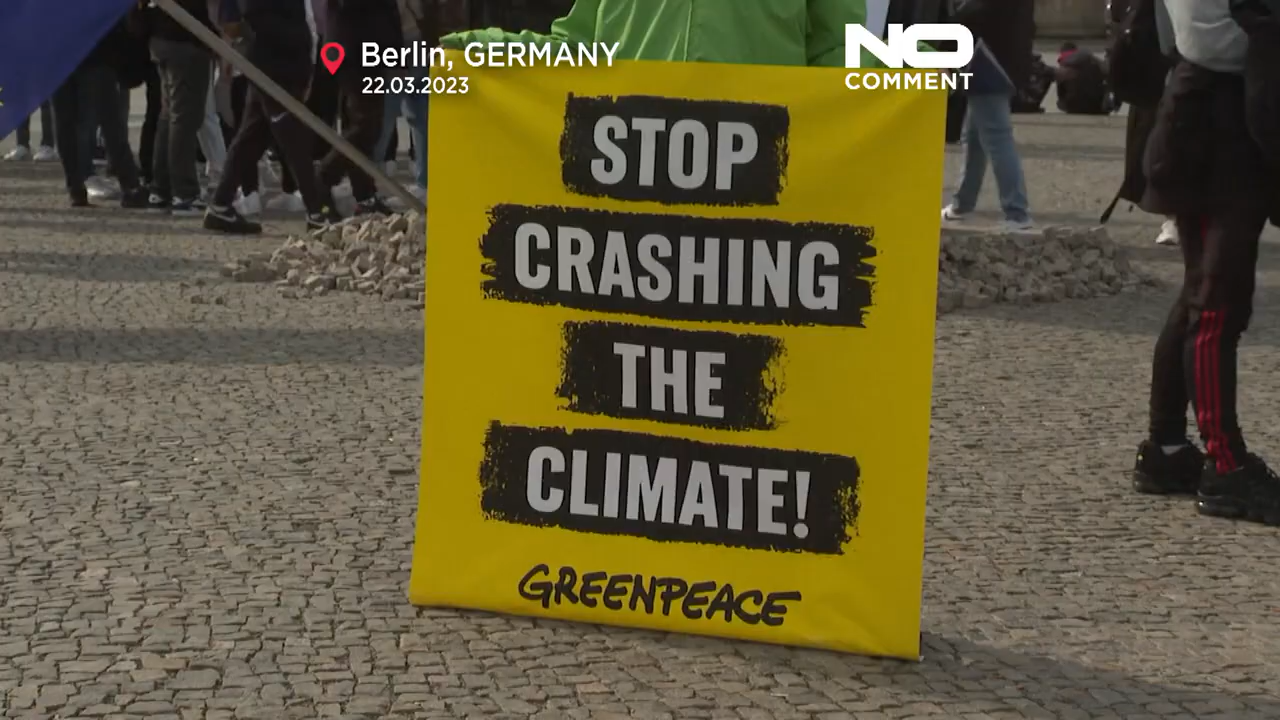 Berlin, GERMANY
22.03.2023
NO
COMMENT
STOP
CRASHING
THE
CLIMATE!
GREENPEACE